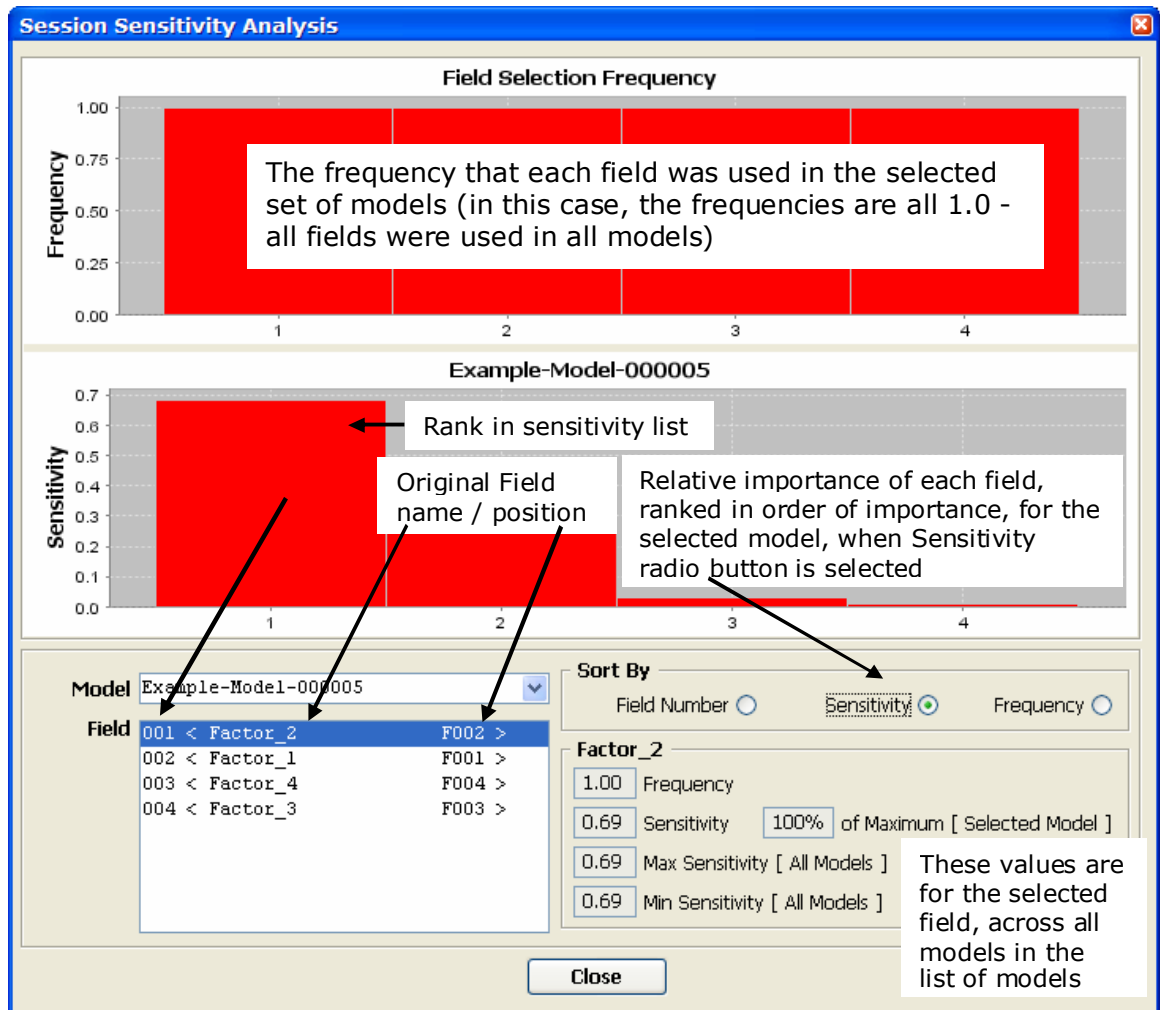 Session Sensitivity Analysis
Field Selection Frequency
Frequency
1.00
0.75
0.50
0.25
0.00
The frequency that each field was used in the selected
set of models (in this case, the frequencies are all 1.0 -
all fields were used in all models)
1 2 3 4
Example-Model-000005
Sensitivity
0.7
0.6
0.5
0.4
0.3
0.2
0.1
0.0
Rank in sensitivity list
Original Field
name / position
Relative importance of each field,
ranked in order of importance, for the
selected model, when Sensitivity
radio button is selected
1 2 3 4
Model Example-Model-000005
Field
001 < Factor_2 F002 >
002 < Factor_1 F001 >
003 < Factor_4 F004 >
004 < Factor_3 F003 >
Sort By
Field Number Sensitivity Frequency
Factor_2
1.00 Frequency
0.69 Sensitivity 100% of Maximum [ Selected Model ]
0.69 Max Sensitivity [ All Models ]
0.69 Min Sensitivity [ All Models ]
These values are
for the selected
field, across all
models in the
list of models
Close